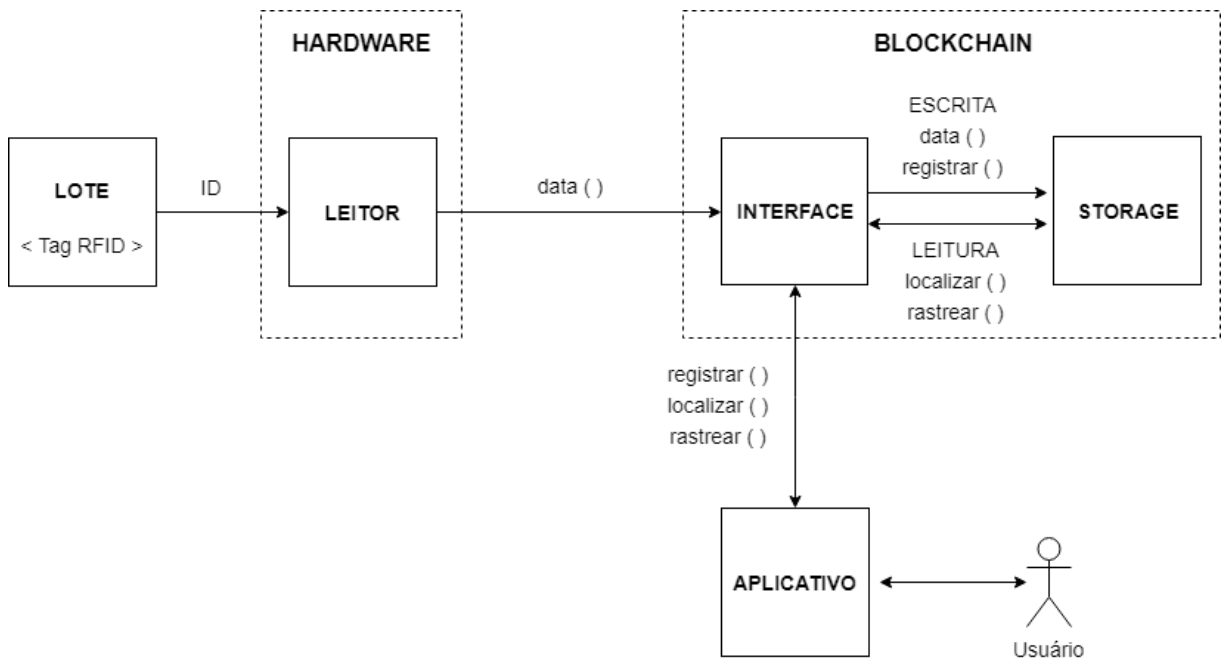 HARDWARE
BLOCKCHAIN
LOTE
< Tag RFID >
ID
LEITOR
data ( )
INTERFACE
ESCRITA
data ( )
registrar ( )
LEITURA
localizar ( )
rastrear ( )
STORAGE
registrar ( )
localizar ( )
rastrear ( )
APLICATIVO
Usuário